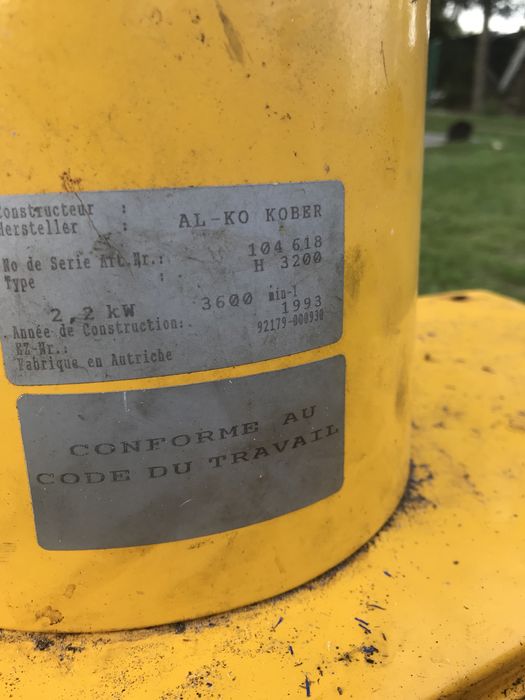 Constructeur :
Hersteller : AL-KO KOBER
No de Serie Art.Nr.: 104 618
Type : H 3200
2,2 kW 3600 min-1
Année de Construction: 1993
EZ-Nr.: 92179-000930
Fabrique en Autriche
CONFORME AU
CODE DU TRAVAIL